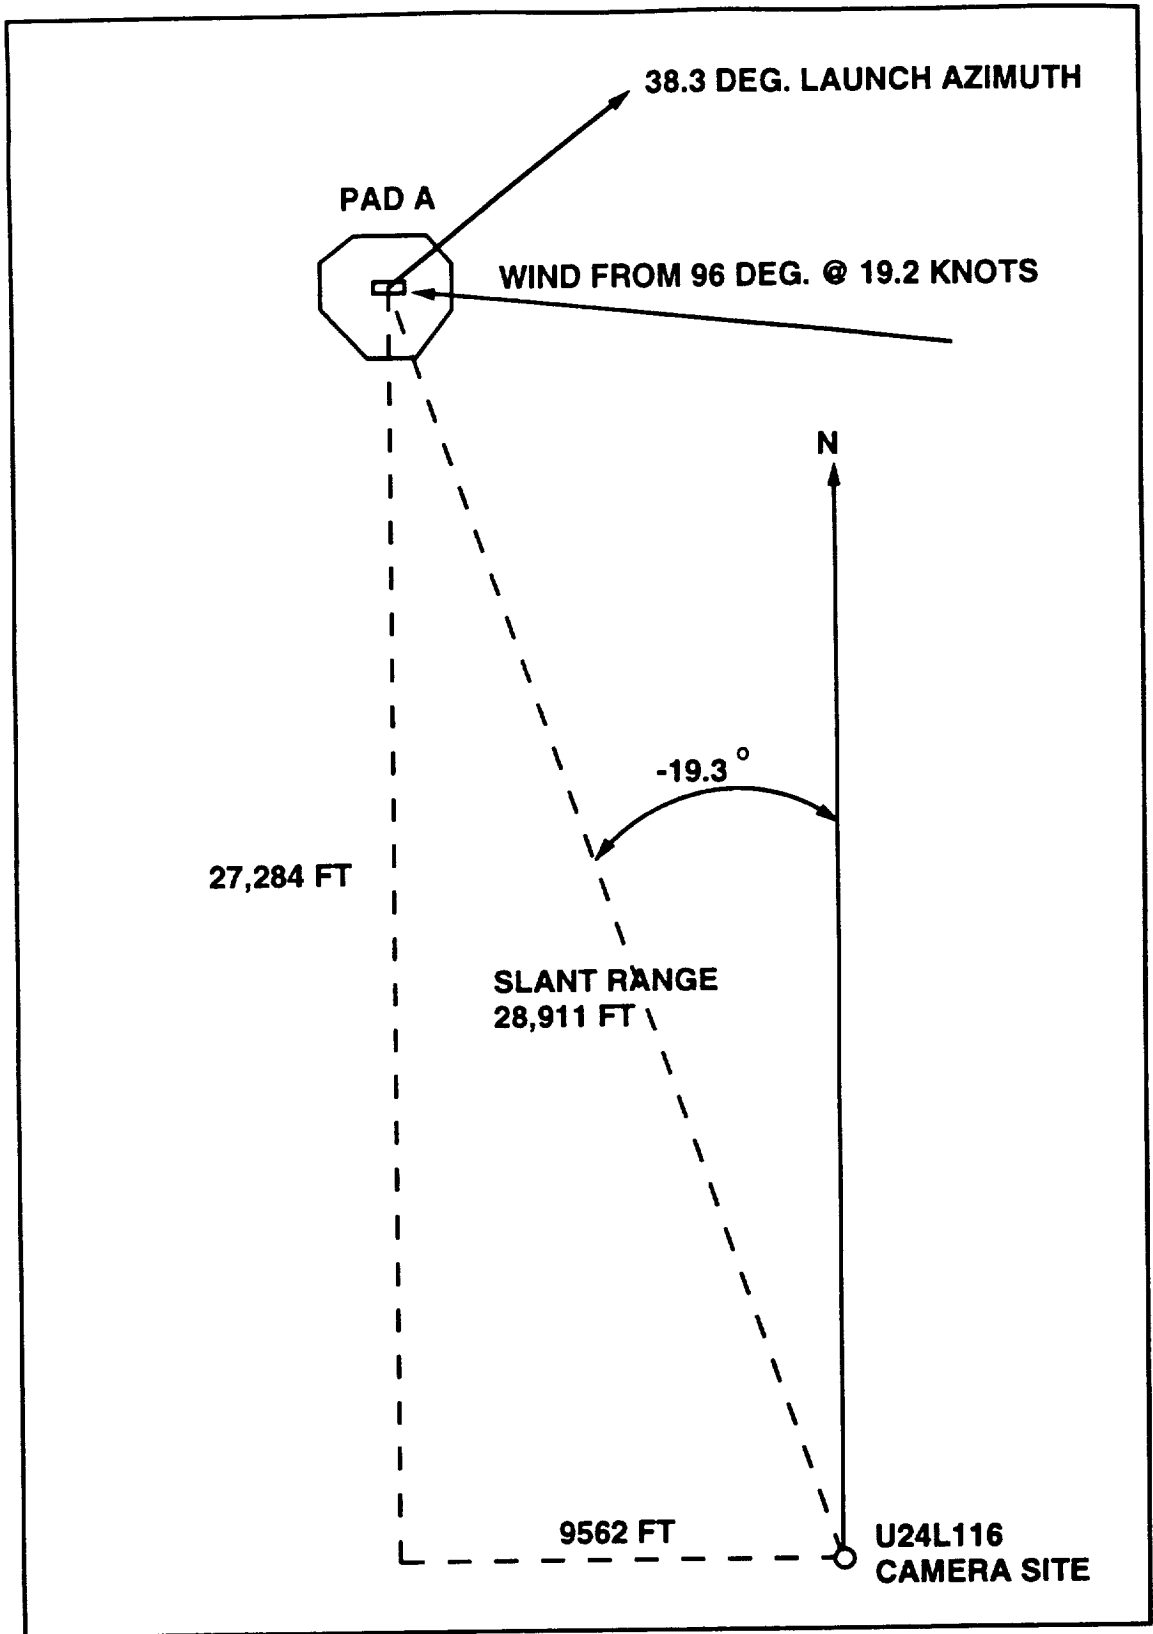 38.3 DEG. LAUNCH AZIMUTH
PAD A
WIND FROM 96 DEG. @ 19.2 KNOTS
N
-19.3°
27,284 FT
SLANT RANGE
28,911 FT
9562 FT
U24L116
CAMERA SITE